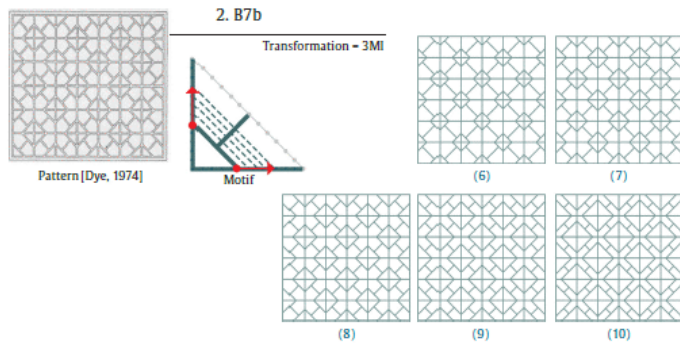 2. B7b
Transformation = 3MI
Pattern [Dye, 1974]
Motif
(6)
(7)
(8)
(9)
(10)